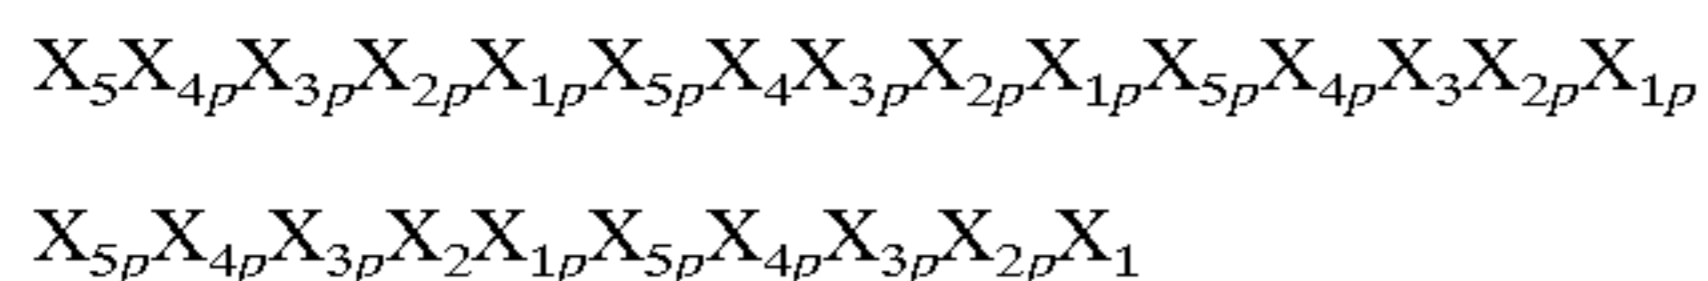 X₅X₄ₚX₃ₚX₂ₚX₁ₚX₅ₚX₄X₃ₚX₂ₚX₁ₚX₅ₚX₄ₚX₃X₂ₚX₁ₚ
X₅ₚX₄ₚX₃ₚX₂X₁ₚX₅ₚX₄ₚX₃ₚX₂ₚX₁